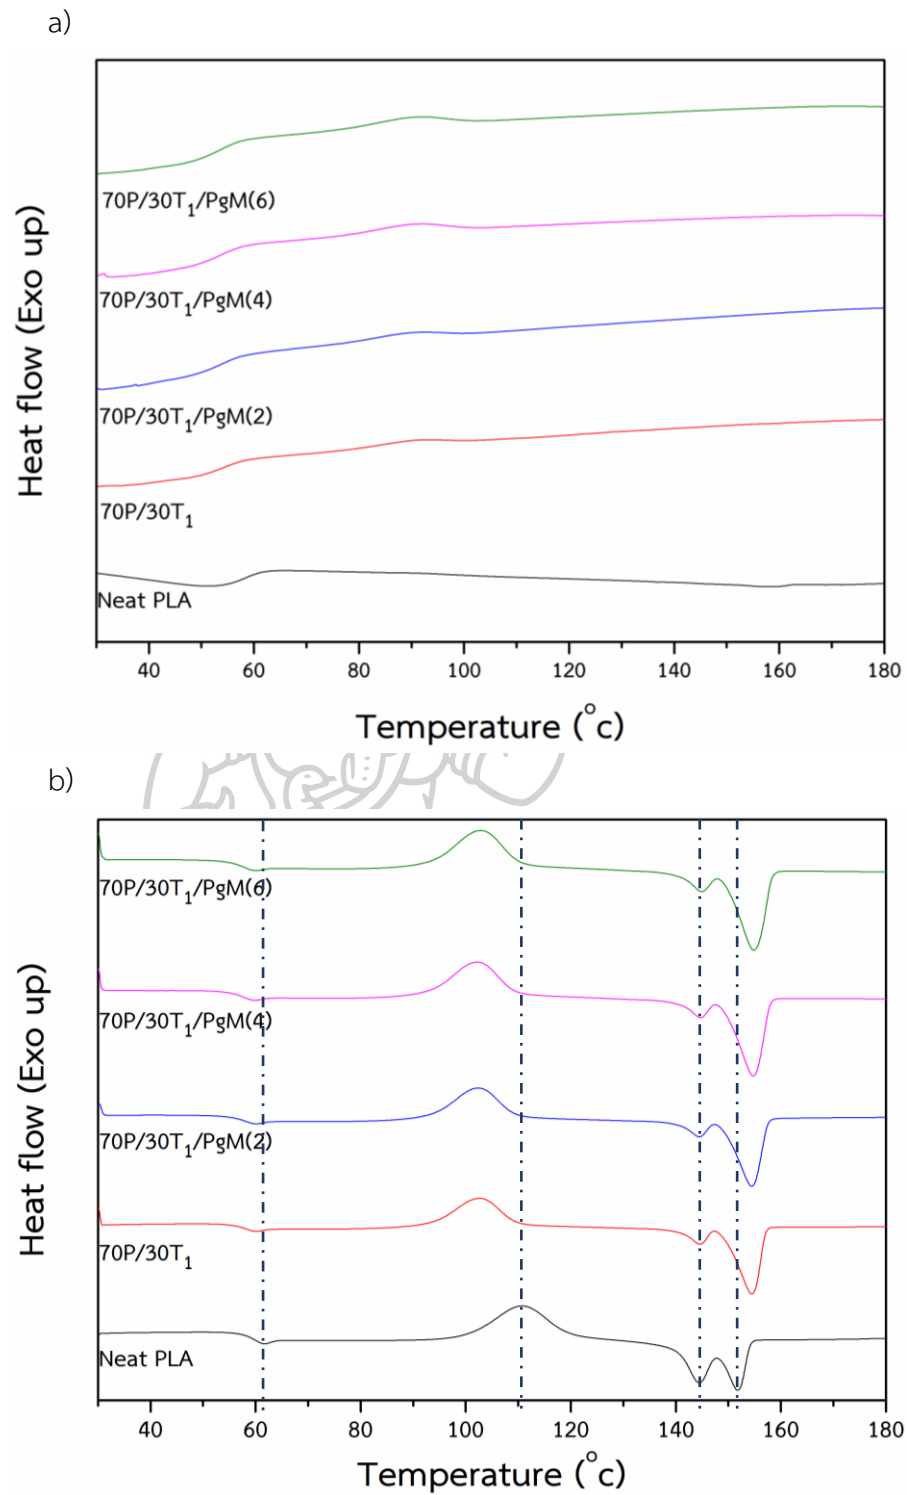 a)
Heat flow (Exo up)
70P/30T1/PgM(6)
70P/30T1/PgM(4)
70P/30T1/PgM(2)
70P/30T1
Neat PLA
40 60 80 100 120 140 160 180
Temperature (°c)
b)
Heat flow (Exo up)
70P/30T1/PgM(6)
70P/30T1/PgM(4)
70P/30T1/PgM(2)
70P/30T1
Neat PLA
40 60 80 100 120 140 160 180
Temperature (°c)